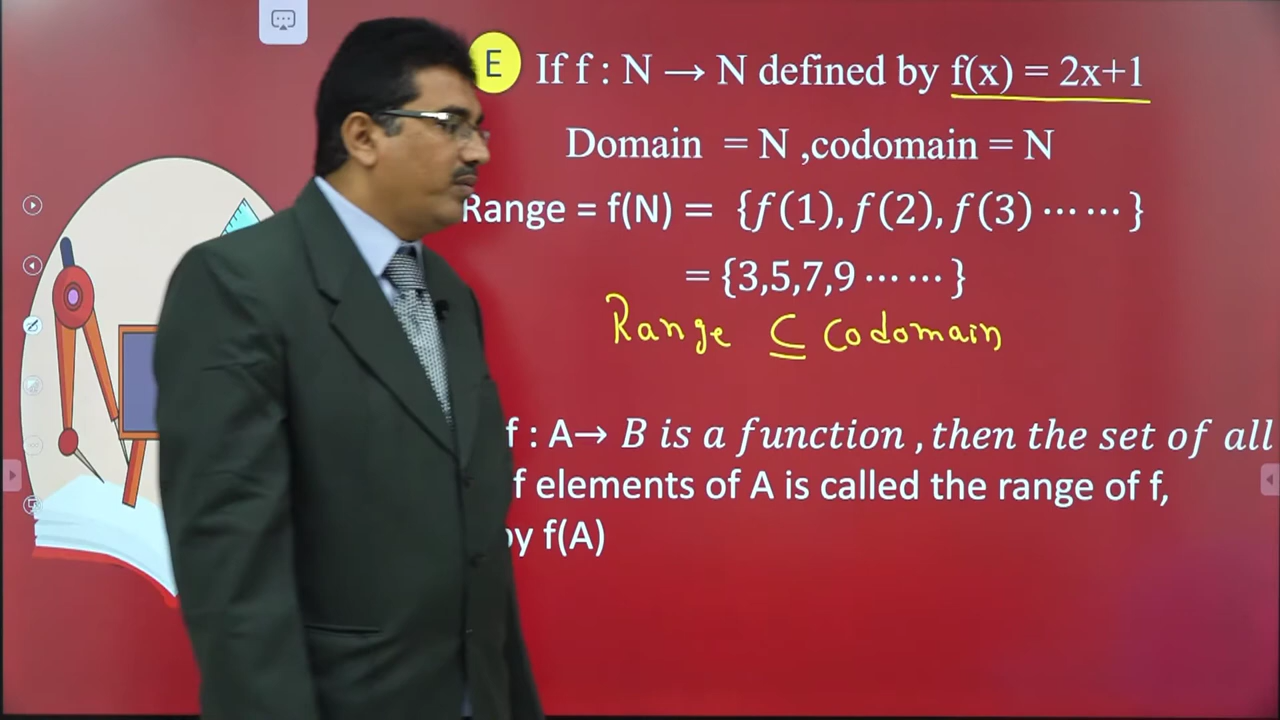 E If f : N → N defined by f(x) = 2x+1
Domain = N ,codomain = N
Range = f(N) = {f(1), f(2), f(3) ⋯ ⋯ }
= {3,5,7,9 ⋯ ⋯ }
Range ⊆ Codomain
f : A→ B is a function , then the set of all
f elements of A is called the range of f,
by f(A)